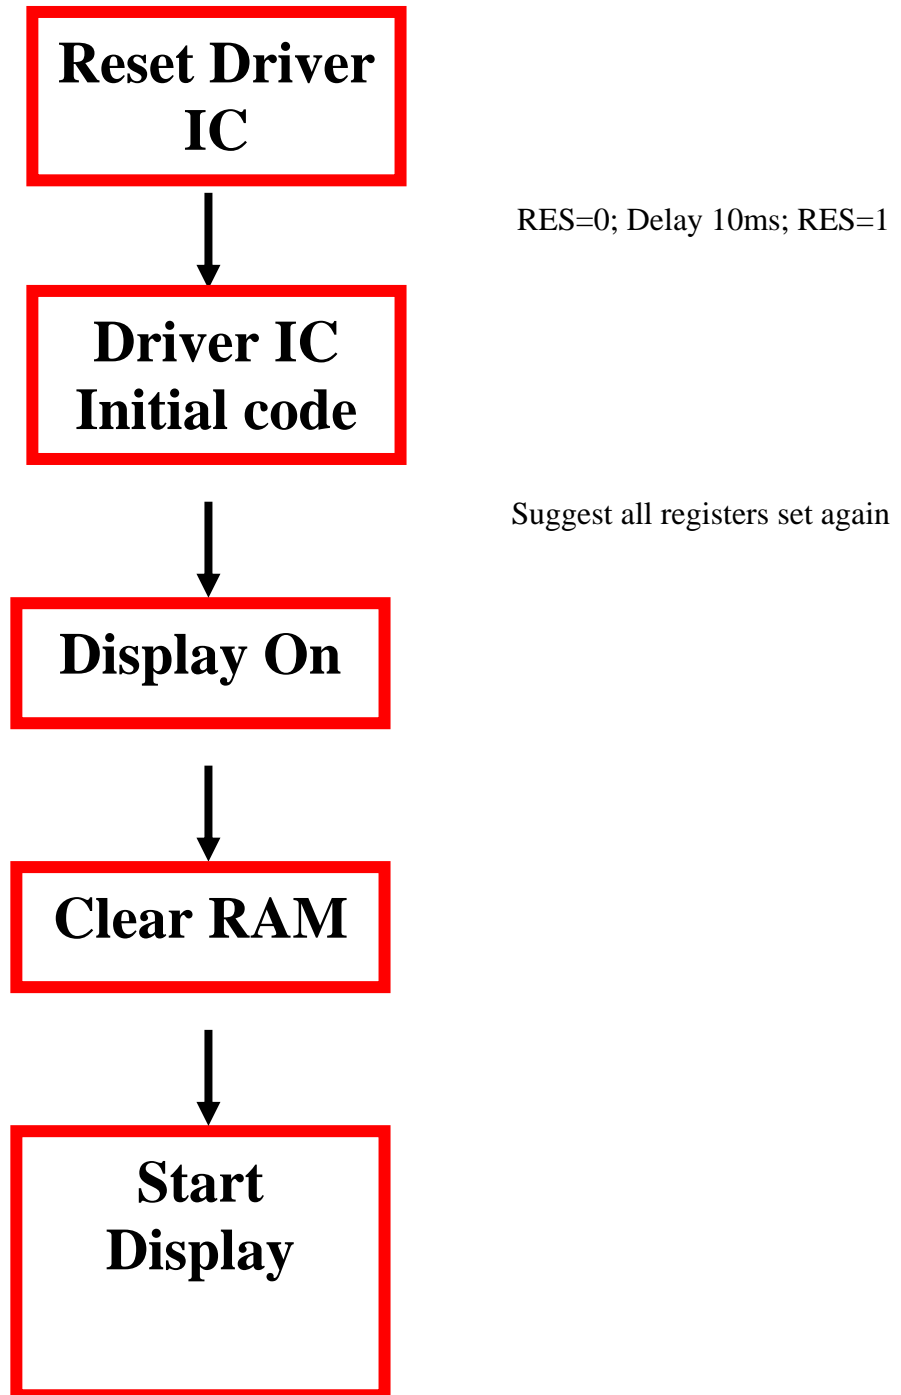 Reset Driver
IC
RES=0; Delay 10ms; RES=1
Driver IC
Initial code
Suggest all registers set again
Display On
Clear RAM
Start
Display